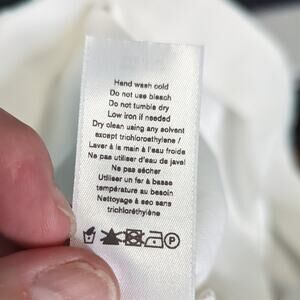 Hand wash cold
Do not use bleach
Do not tumble dry
Low iron if needed
Dry clean using any solvent
except trichloroethylene /
Laver à la main à l'eau froide
Ne pas utiliser d'eau de javel
Ne pas sécher
Utiliser un fer à basse
température au besoin
Nettoyage à sec sans
trichloréthylène
P